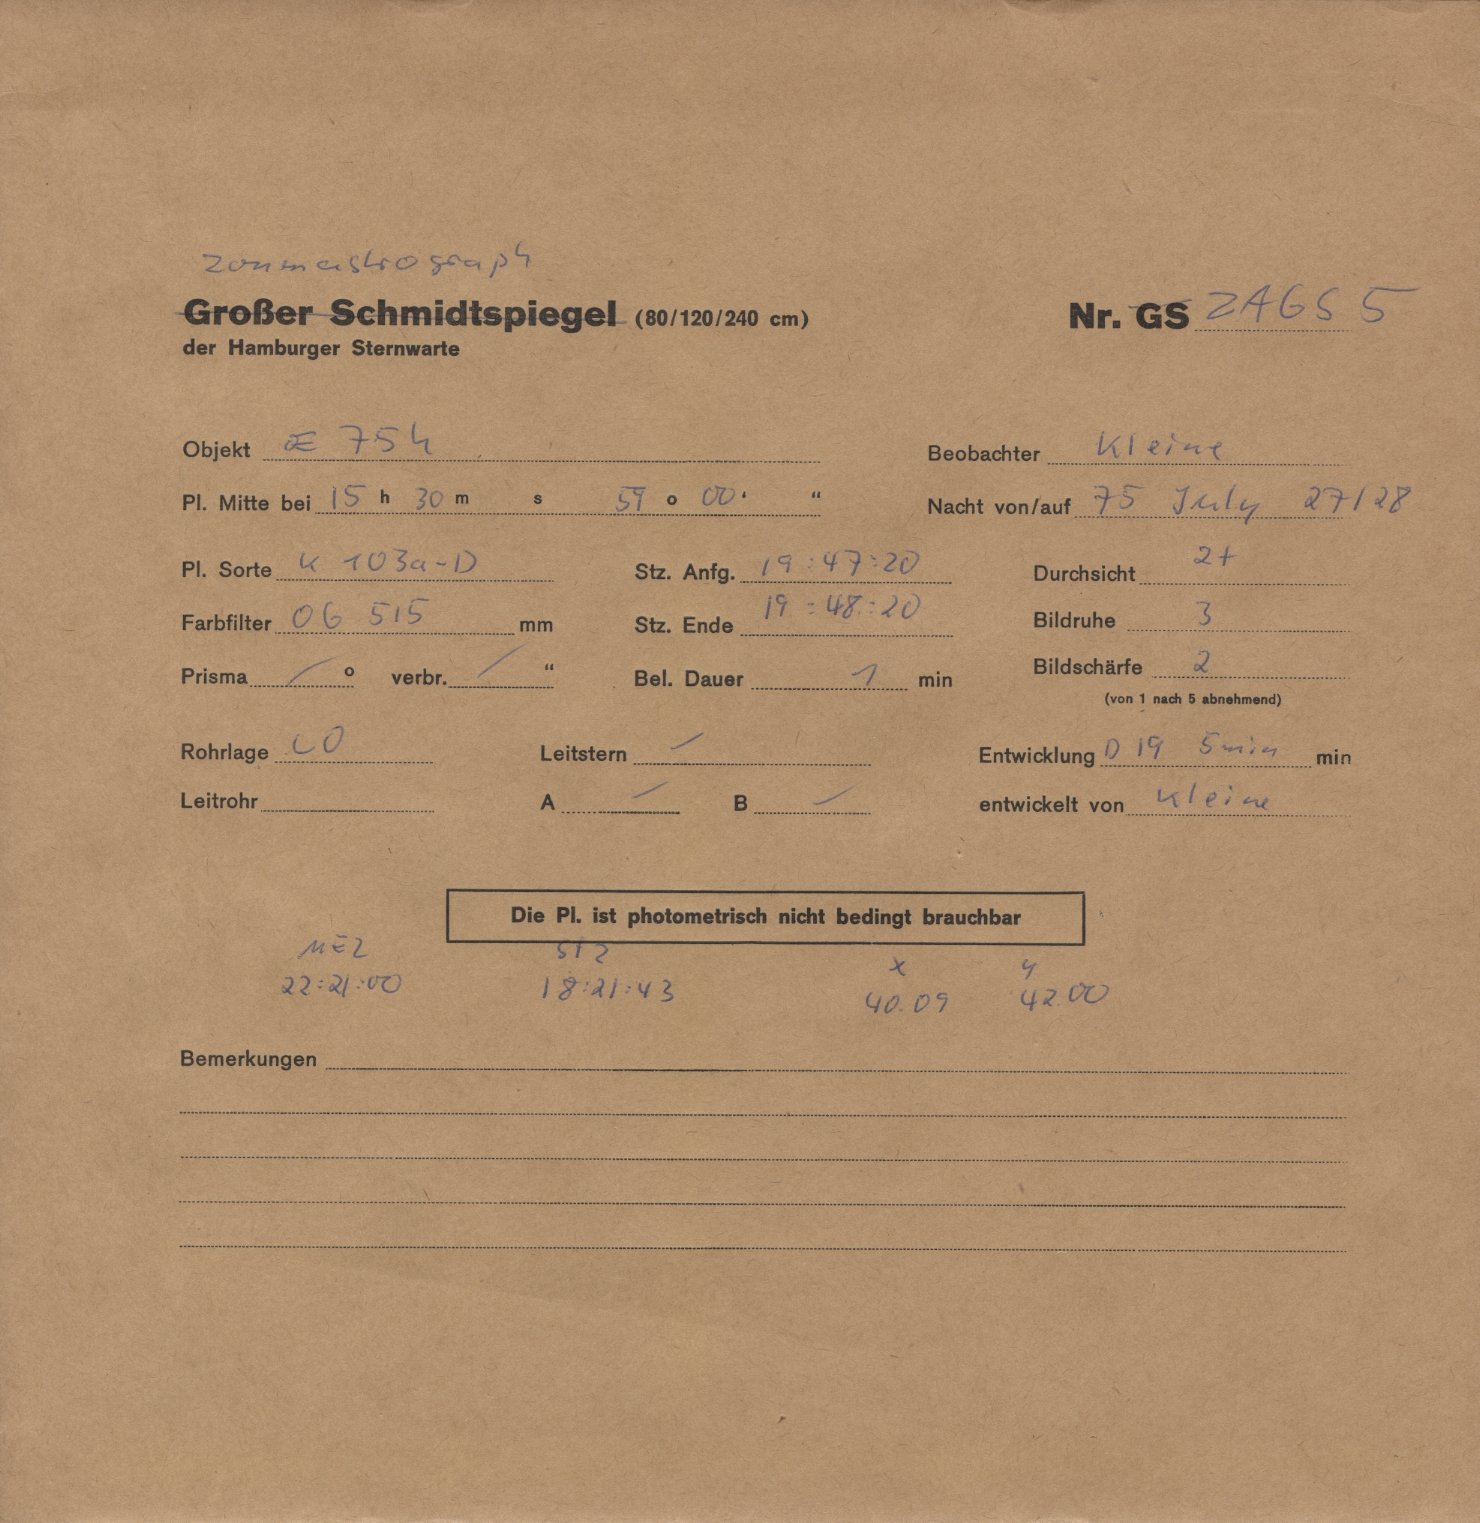 Zonenastrograph
Großer Schmidtspiegel (80/120/240 cm) Nr. GS ZAGS 5
der Hamburger Sternwarte
Objekt Æ 75h Beobachter Kleine
Pl. Mitte bei 15 h 30 m s 59 o 00 ' “ Nacht von/auf 75 July 27/28
Pl. Sorte K 103a-D Stz. Anfg. 19:47:20 Durchsicht 2+
Farbfilter OG 515 mm Stz. Ende 19:48:20 Bildruhe 3
Prisma / o verbr. / “ Bel. Dauer 1 min Bildschärfe 2
(von 1 nach 5 abnehmend)
Rohrlage LO Leitstern / Entwicklung D 19 5min min
Leitrohr A / B / entwickelt von Kleine
Die Pl. ist photometrisch nicht bedingt brauchbar
MEZ StZ x y
22:21:00 18:21:43 40.09 42.00
Bemerkungen